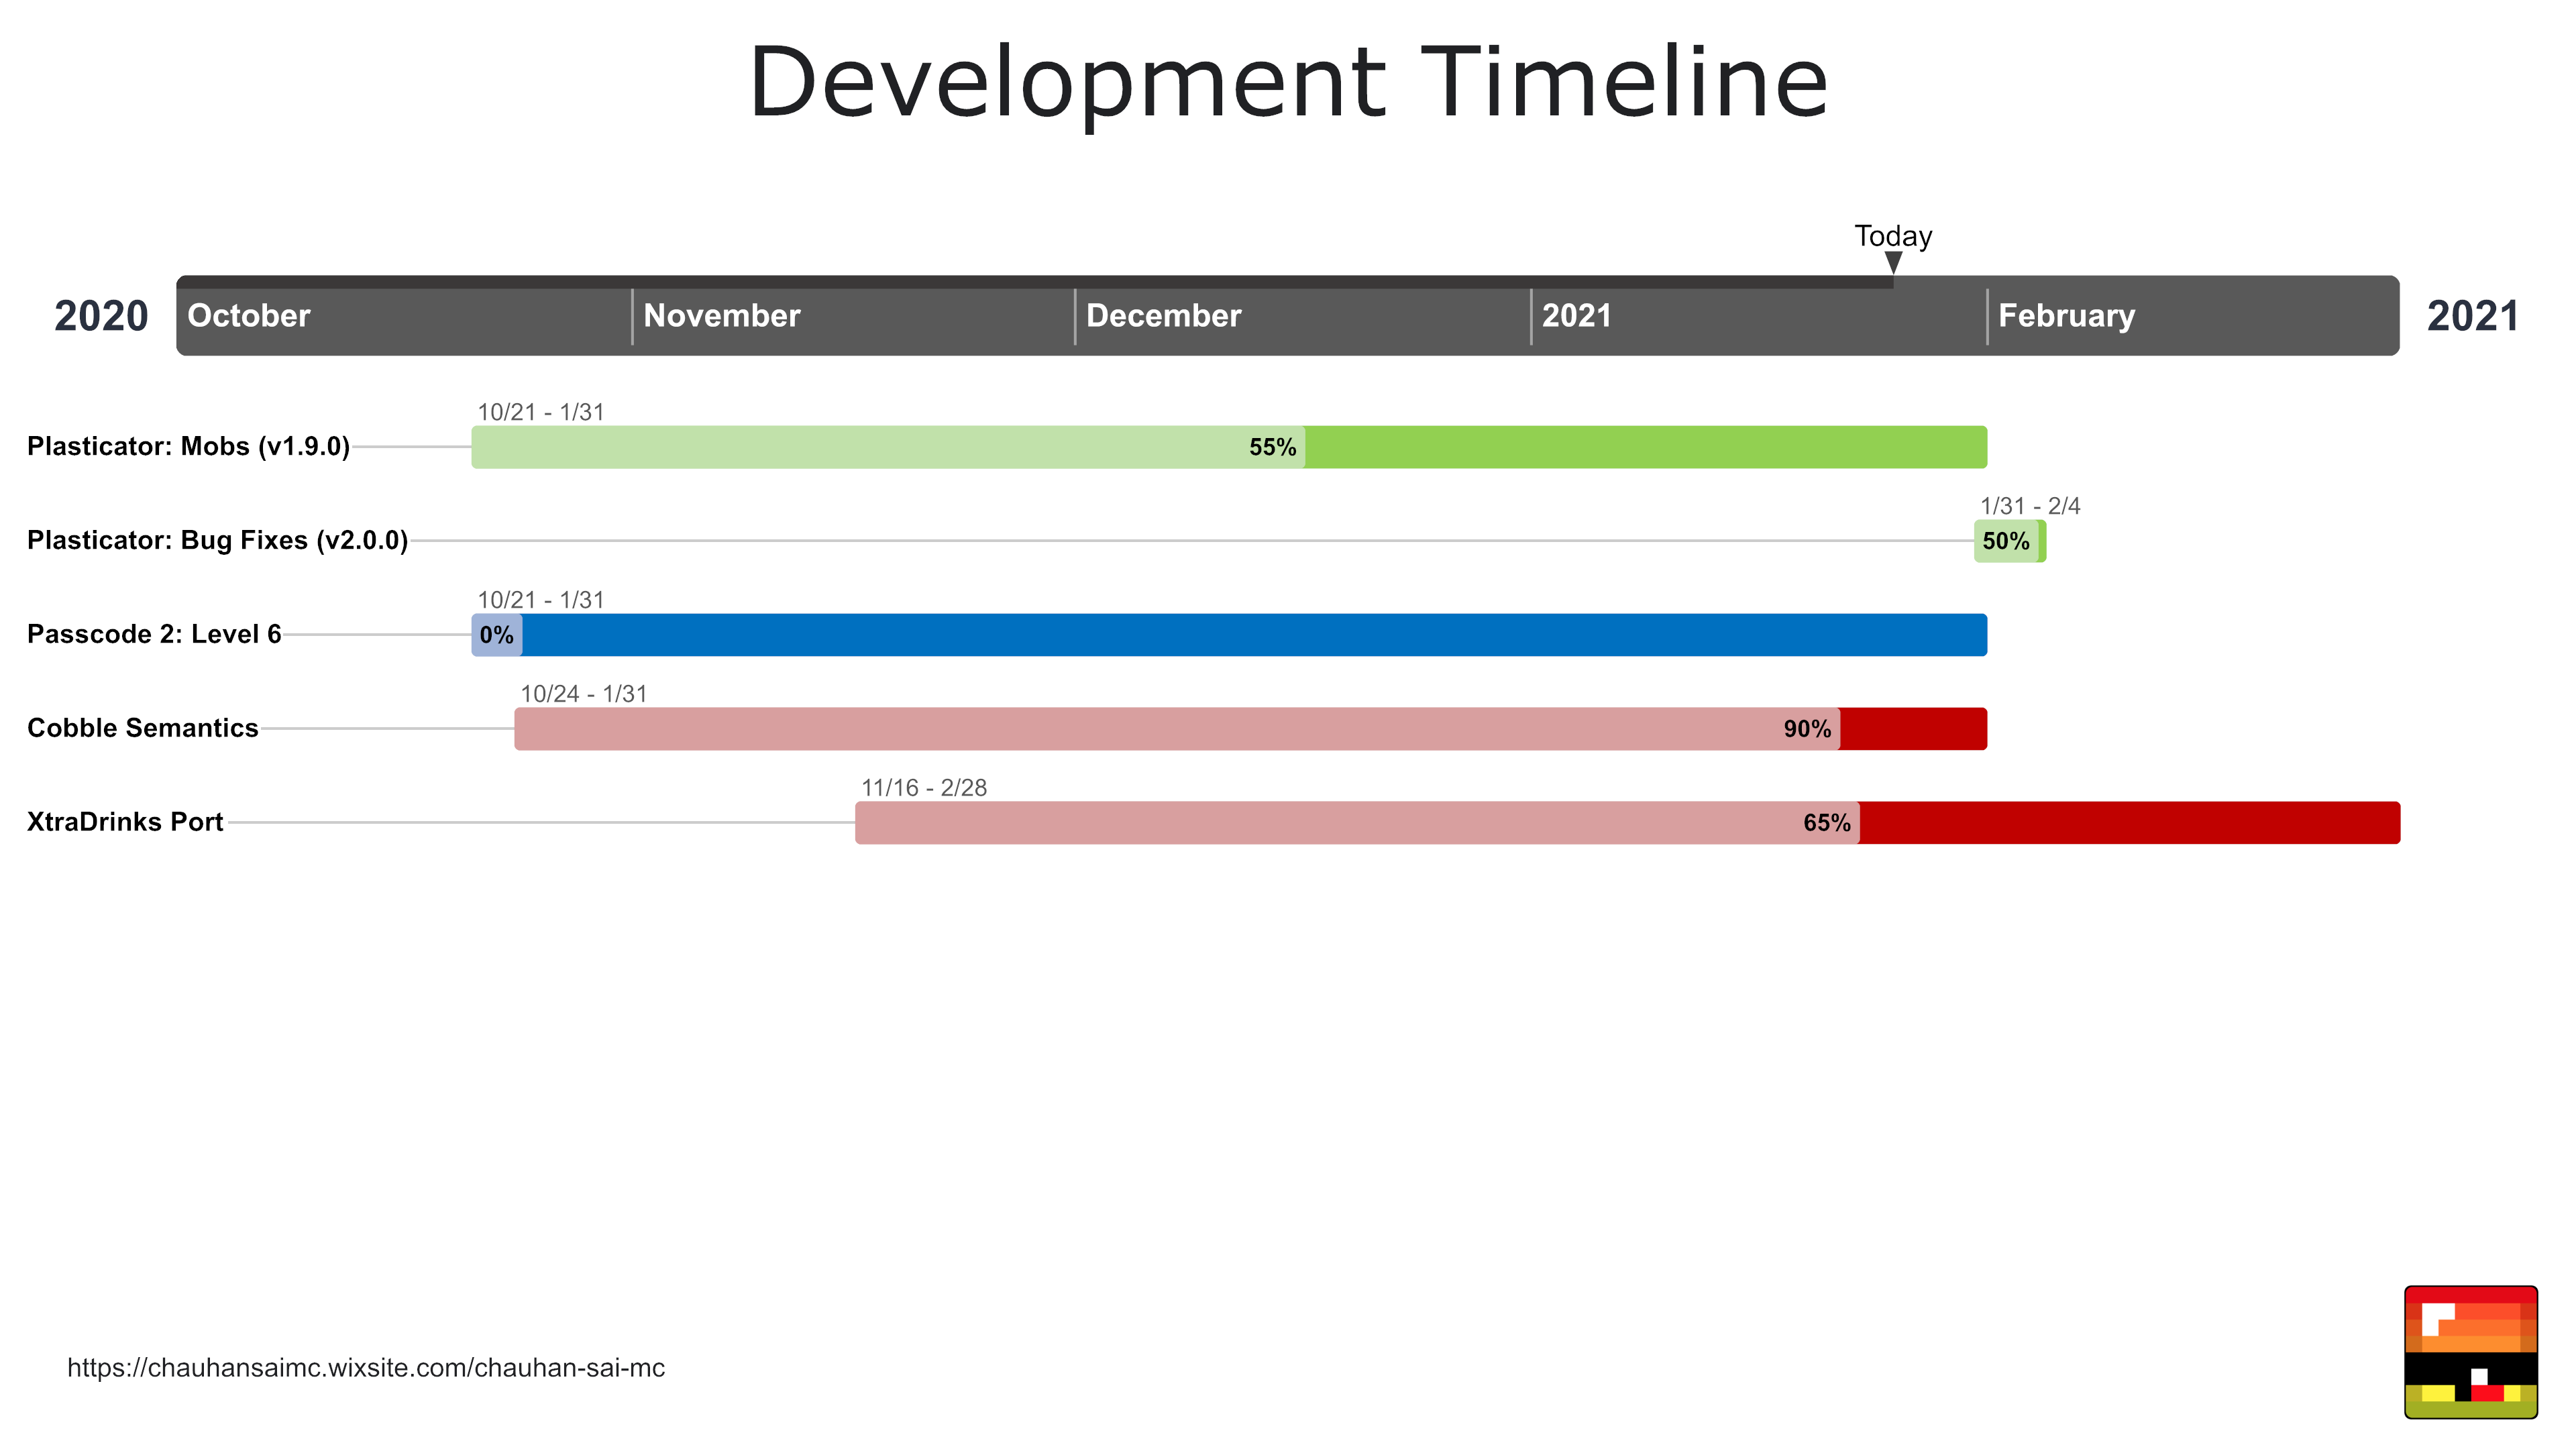 Development Timeline
Today
2020 October November December 2021 February 2021
10/21 - 1/31
Plasticator: Mobs (v1.9.0) 55%
1/31 - 2/4
Plasticator: Bug Fixes (v2.0.0) 50%
10/21 - 1/31
Passcode 2: Level 6 0%
10/24 - 1/31
Cobble Semantics 90%
11/16 - 2/28
XtraDrinks Port 65%
https://chauhansaimc.wixsite.com/chauhan-sai-mc